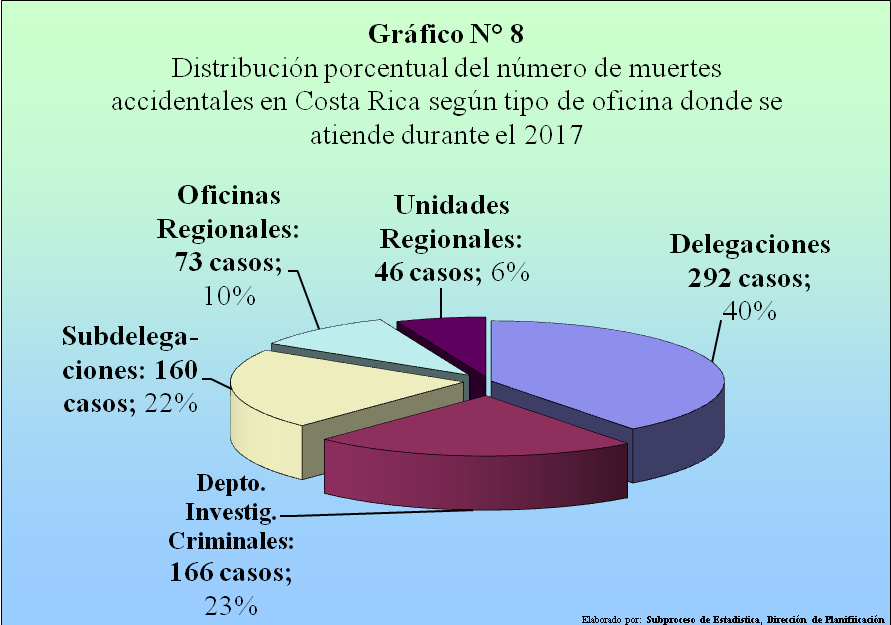 Gráfico N° 8
Distribución porcentual del número de muertes
accidentales en Costa Rica según tipo de oficina donde se
atiende durante el 2017
Oficinas
Regionales:
73 casos;
10%
Unidades
Regionales:
46 casos; 6%
Delegaciones
292 casos;
40%
Subdelega-
ciones: 160
casos; 22%
Depto.
Investig.
Criminales:
166 casos;
23%
Elaborado por: Subproceso de Estadística, Dirección de Planifiicación